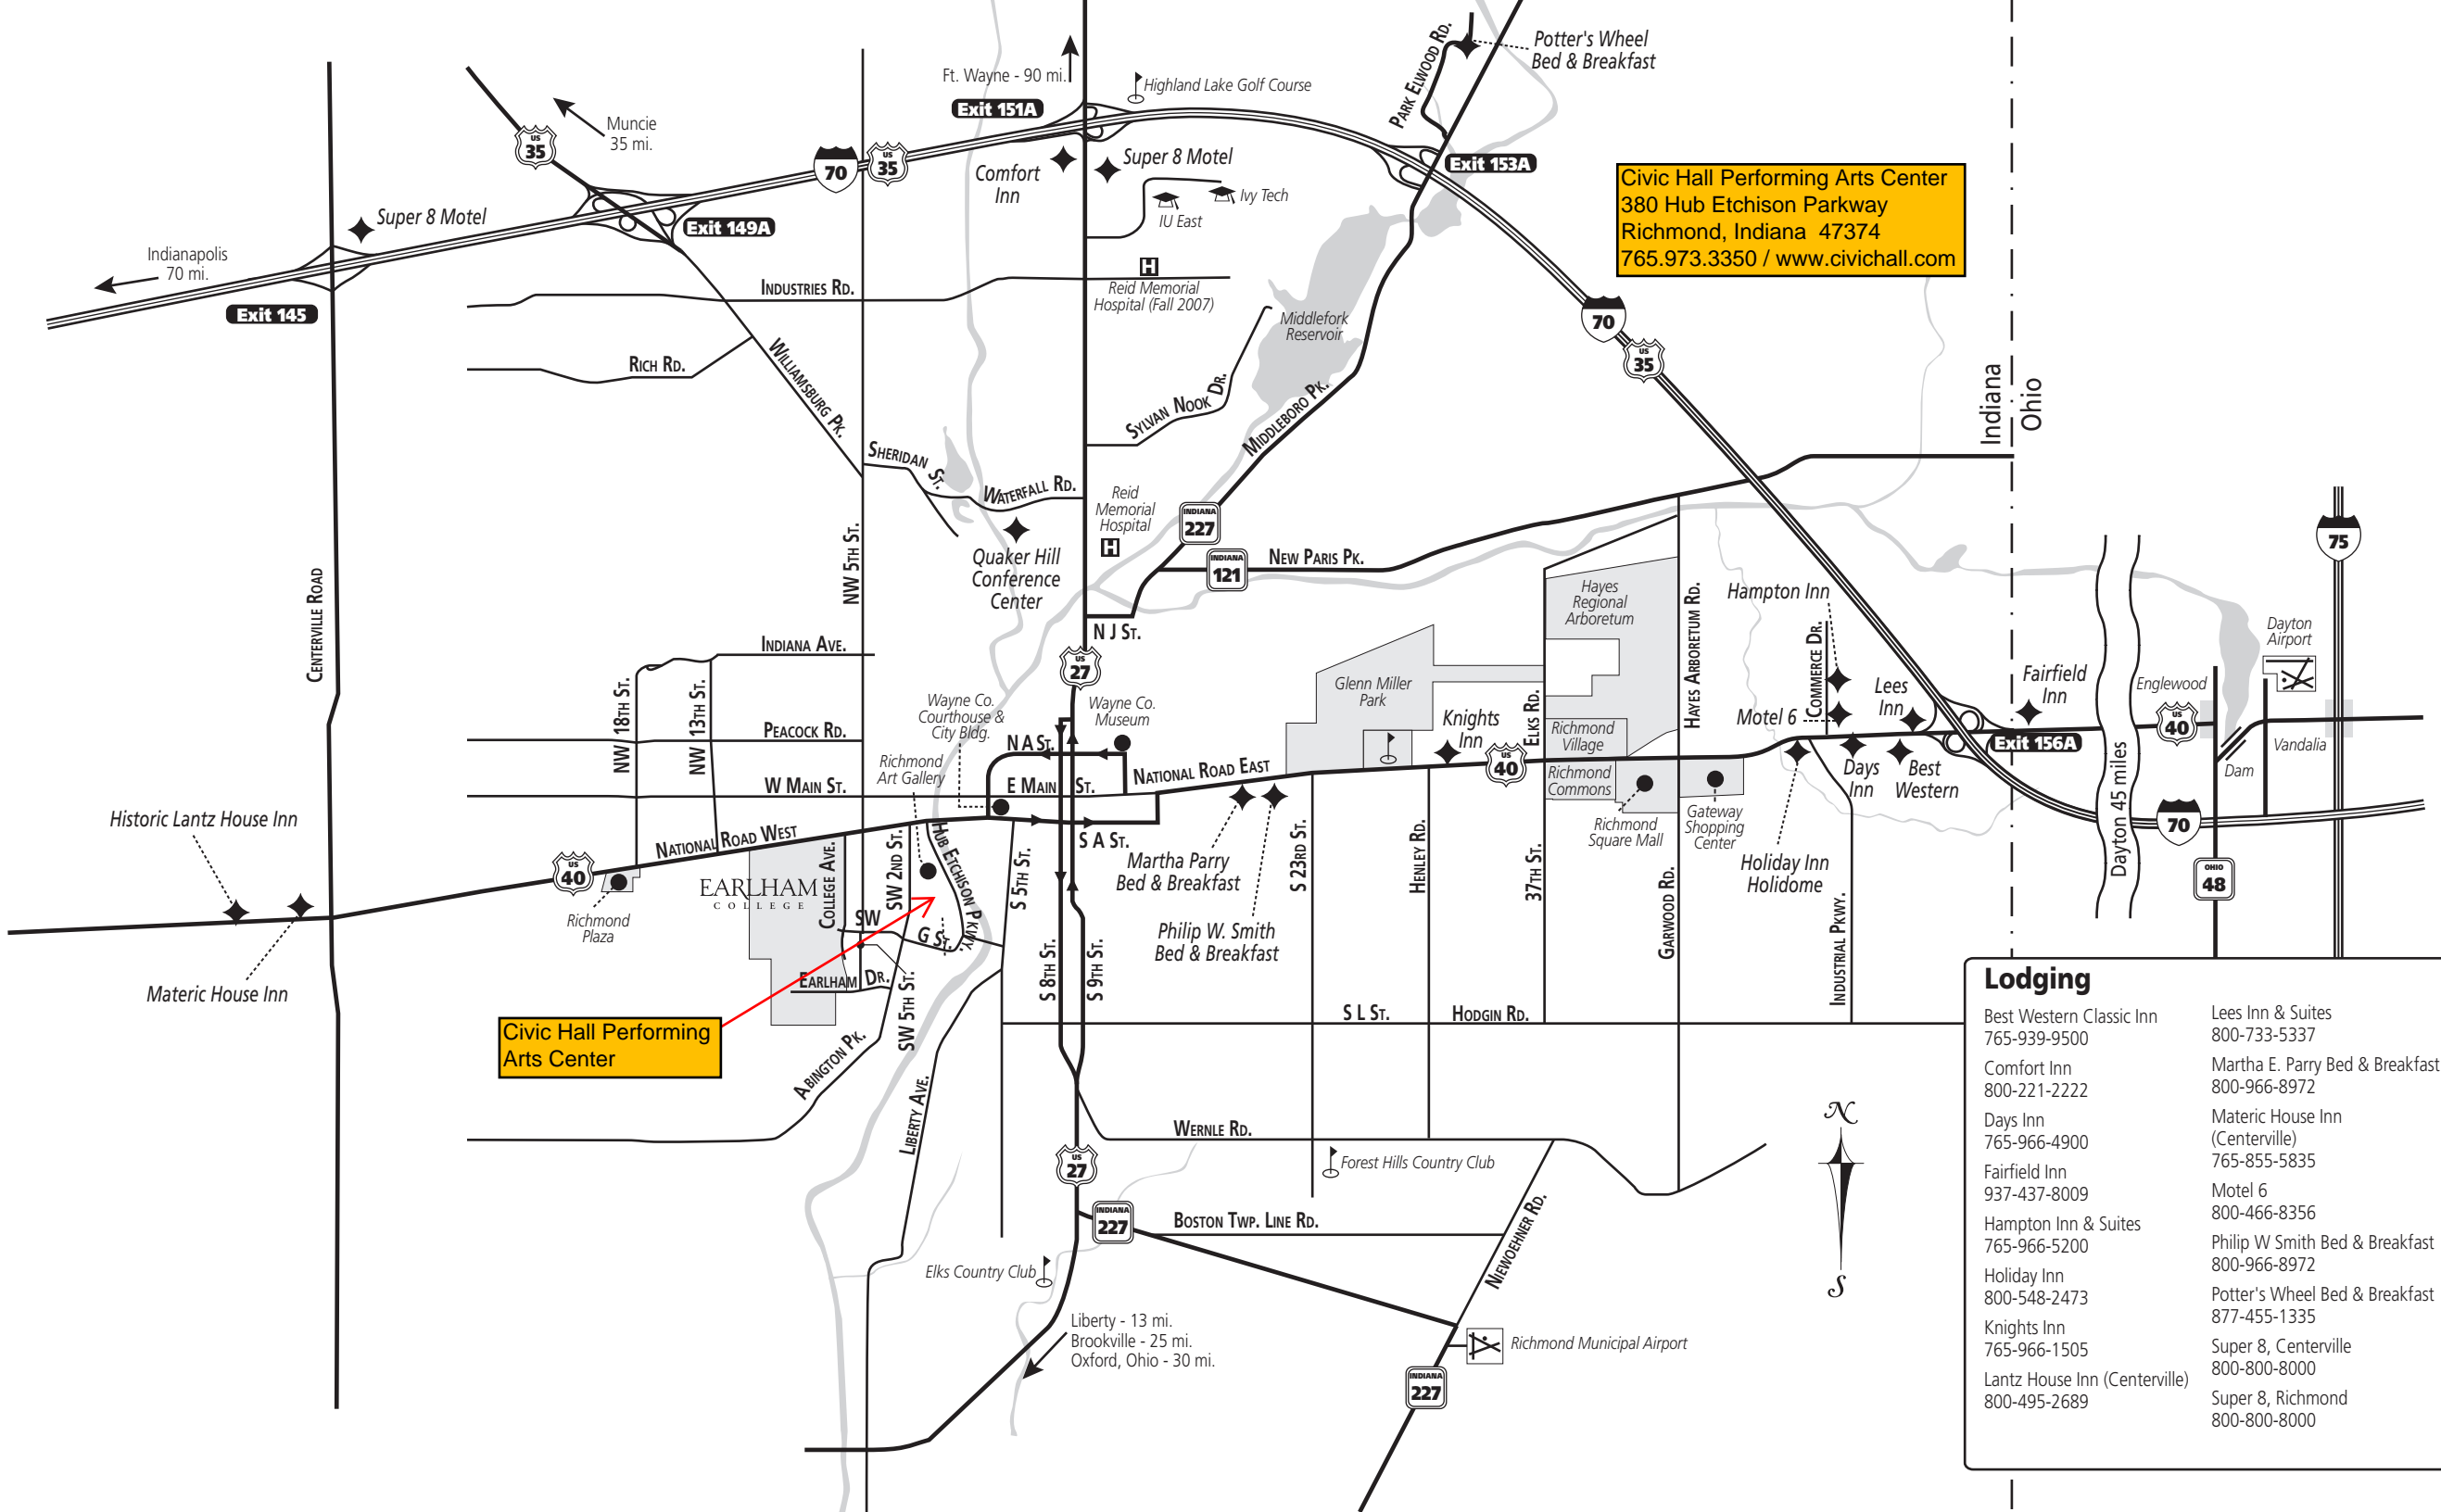 Ft. Wayne - 90 mi.
Exit 151A
Highland Lake Golf Course
PARK ELWOOD RD.
Potter's Wheel
Bed & Breakfast
Muncie
35 mi.
US
35
70
US
35
Comfort
Inn
Super 8 Motel
Ivy Tech
IU East
Exit 153A
Civic Hall Performing Arts Center
380 Hub Etchison Parkway
Richmond, Indiana  47374
765.973.3350 / www.civichall.com
Super 8 Motel
Exit 149A
Indianapolis
70 mi.
Exit 145
INDUSTRIES RD.
H
Reid Memorial
Hospital (Fall 2007)
Middlefork
Reservoir
70
US
35
RICH RD.
WILLIAMSBURG PK.
SYLVAN NOOK DR.
MIDDLEBORO PK.
Indiana
Ohio
SHERIDAN ST.
WATERFALL RD.
Reid
Memorial
Hospital
H
INDIANA
227
INDIANA
121
NEW PARIS PK.
75
NW 5TH ST.
Quaker Hill
Conference
Center
CENTERVILLE ROAD
Hayes
Regional
Arboretum
HAYES ARBORETUM RD.
Hampton Inn
COMMERCE DR.
N J ST.
INDIANA AVE.
US
27
Dayton
Airport
NW 18TH ST.
NW 13TH ST.
Wayne Co.
Courthouse &
City Bldg.
Wayne Co.
Museum
Glenn Miller
Park
Knights
Inn
ELKS RD.
Richmond
Village
Motel 6
Lees
Inn
Fairfield
Inn
Englewood
US
40
PEACOCK RD.
N A ST.
Exit 156A
Vandalia
Richmond
Art Gallery
NATIONAL ROAD EAST
US
40
Richmond
Commons
Days
Inn
Best
Western
Dam
W MAIN ST.
E MAIN ST.
Dayton 45 miles
Historic Lantz House Inn
NATIONAL ROAD WEST
S A ST.
Richmond
Square Mall
Gateway
Shopping
Center
70
US
40
EARLHAM
COLLEGE
COLLEGE AVE.
SW 2ND ST.
HUB ETCHISON PKWY
S 5TH ST.
Martha Parry
Bed & Breakfast
S 23RD ST.
HENLEY RD.
37TH ST.
Holiday Inn
Holidome
OHIO
48
Richmond
Plaza
SW
G ST.
Philip W. Smith
Bed & Breakfast
GARWOOD RD.
INDUSTRIAL PKWY.
Materic House Inn
EARLHAM DR.
SW 5TH ST.
S 8TH ST.
S 9TH ST.
Civic Hall Performing
Arts Center
S L ST.
HODGIN RD.
ABINGTON PK.
LIBERTY AVE.
WERNLE RD.
US
27
Forest Hills Country Club
INDIANA
227
BOSTON TWP. LINE RD.
NIEWOEHNER RD.
Elks Country Club
Liberty - 13 mi.
Brookville - 25 mi.
Oxford, Ohio - 30 mi.
Richmond Municipal Airport
INDIANA
227
N
S
Lodging
Best Western Classic Inn
765-939-9500
Comfort Inn
800-221-2222
Days Inn
765-966-4900
Fairfield Inn
937-437-8009
Hampton Inn & Suites
765-966-5200
Holiday Inn
800-548-2473
Knights Inn
765-966-1505
Lantz House Inn (Centerville)
800-495-2689
Lees Inn & Suites
800-733-5337
Martha E. Parry Bed & Breakfast
800-966-8972
Materic House Inn
(Centerville)
765-855-5835
Motel 6
800-466-8356
Philip W Smith Bed & Breakfast
800-966-8972
Potter's Wheel Bed & Breakfast
877-455-1335
Super 8, Centerville
800-800-8000
Super 8, Richmond
800-800-8000